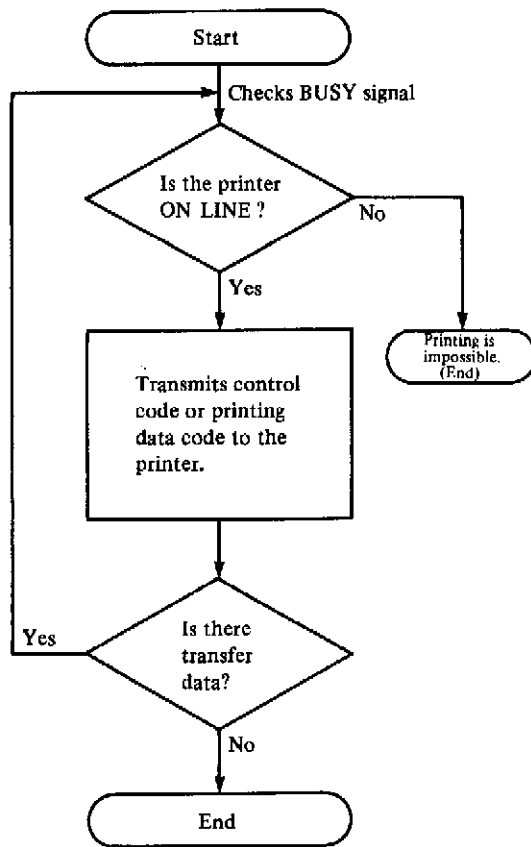 Start
Checks BUSY signal
Is the printer
ON LINE ?
No
Yes
Printing is
impossible.
(End)
Transmits control
code or printing
data code to the
printer.
Is there
transfer
data?
Yes
No
End